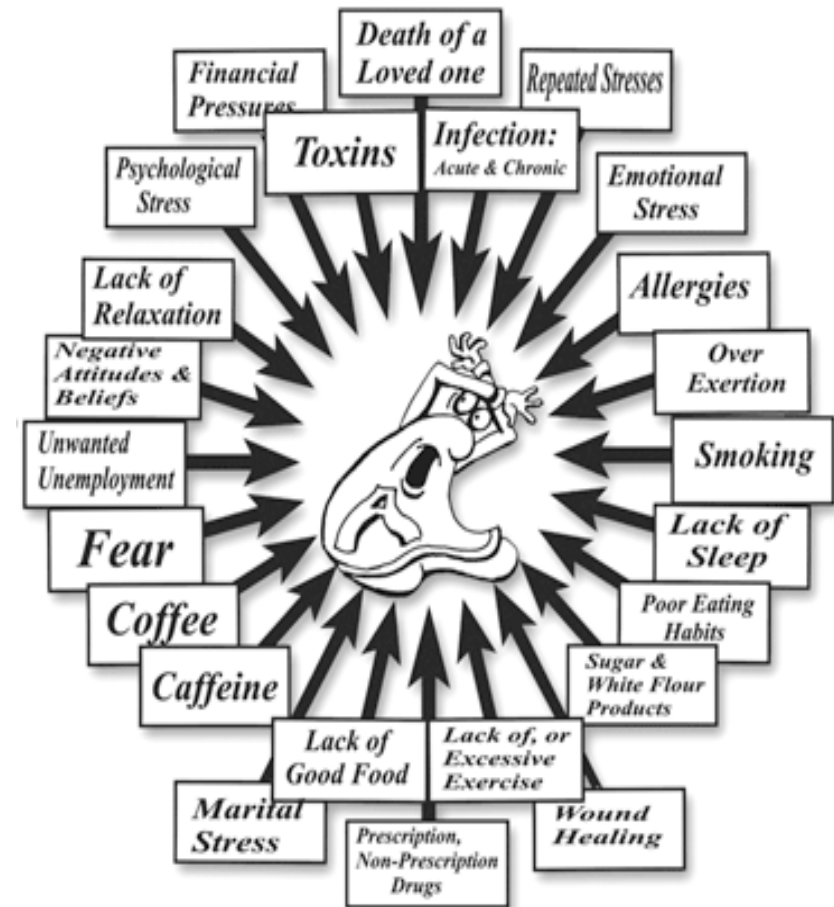 Death of a
Loved one
Financial
Pressures
Repeated Stresses
Toxins
Infection:
Acute & Chronic
Psychological
Stress
Emotional
Stress
Lack of
Relaxation
Allergies
Negative
Attitudes &
Beliefs
Over
Exertion
Unwanted
Unemployment
Smoking
Fear
Lack of
Sleep
Coffee
Poor Eating
Habits
Caffeine
Sugar &
White Flour
Products
Lack of
Good Food
Lack of, or
Excessive
Exercise
Marital
Stress
Wound
Healing
Prescription,
Non-Prescription
Drugs
A